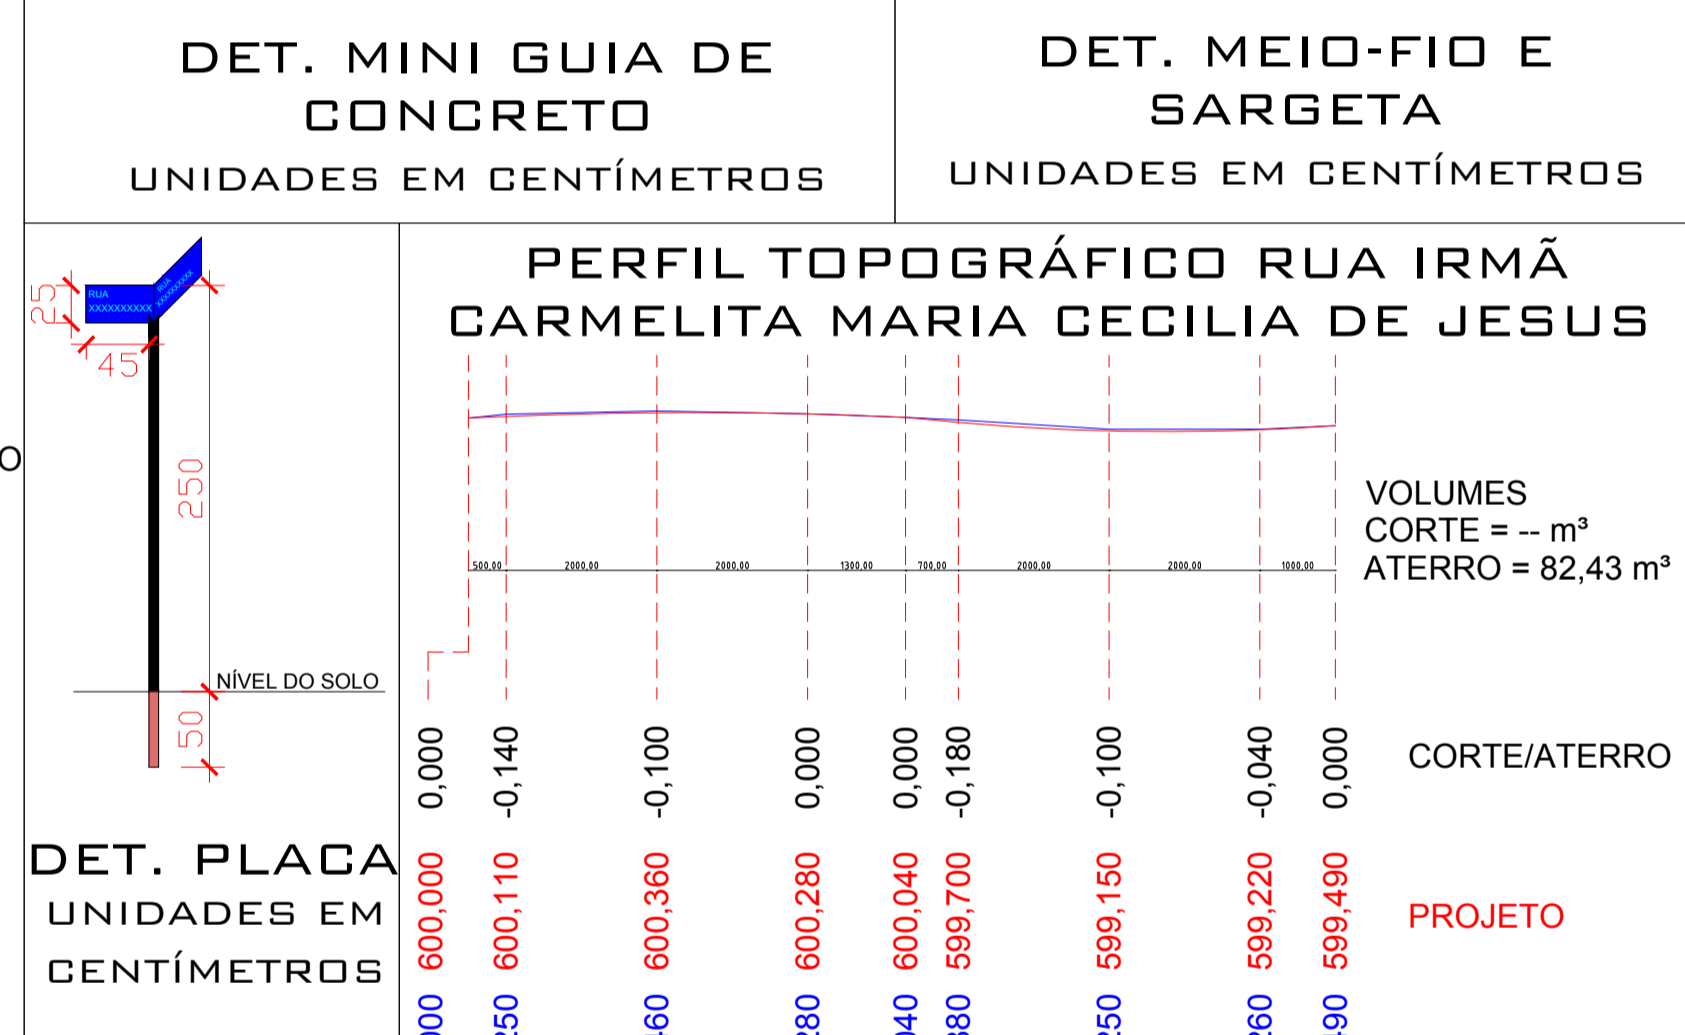 DET. MINI GUIA DE
CONCRETO
UNIDADES EM CENTÍMETROS
DET. MEIO-FIO E
SARGETA
UNIDADES EM CENTÍMETROS
RUA
XXXXXXXXXX
RUA
XXXXXXXXXX
25
45
250
NÍVEL DO SOLO
50
DET. PLACA
UNIDADES EM
CENTÍMETROS
PERFIL TOPOGRÁFICO RUA IRMÃ
CARMELITA MARIA CECILIA DE JESUS
500,00 2000,00 2000,00 1300,00 700,00 2000,00 2000,00 1000,00
VOLUMES
CORTE = -- m³
ATERRO = 82,43 m³
0,000 -0,140 -0,100 0,000 0,000 -0,180 -0,100 -0,040 0,000 CORTE/ATERRO
600,000 600,110 600,360 600,280 600,040 599,700 599,150 599,220 599,490 PROJETO